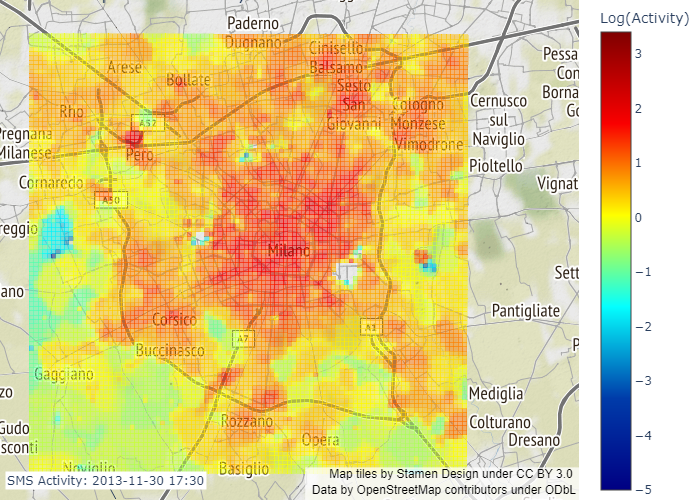 Paderno
Dugnano
Cinisello
Balsamo
Arese
Bollate
Sesto
San
Giovanni
Rho
Cologno
Monzese
Vimodrone
Cernusco
sul
Naviglio
Pessa
Con
Borna
Go
A52
Pregnana
Milanese
Pero
Pioltello
Cornaredo
Vignat
A50
reggio
Milano
Sett
ano
Pantigliate
Corsico
A7
A1
Buccinasco
P
Gaggiano
zo
Mediglia
Gudo
sconti
Rozzano
Colturano
Opera
Dresano
Noviglio
Basiglio
SMS Activity: 2013-11-30 17:30
Map tiles by Stamen Design under CC BY 3.0
Data by OpenStreetMap contributors under ODbL
Log(Activity)
3
2
1
0
−1
−2
−3
−4
−5